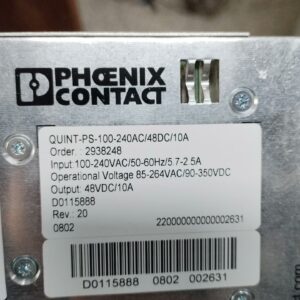 PHŒNIX
CONTACT
QUINT-PS-100-240AC/48DC/10A
Order: 2938248
Input:100-240VAC/50-60Hz/5.7-2.5A
Operational Voltage 85-264VAC/90-350VDC
Output: 48VDC/10A
D0115888
Rev.: 20
0802 220000000000002631
D0115888 0802 002631